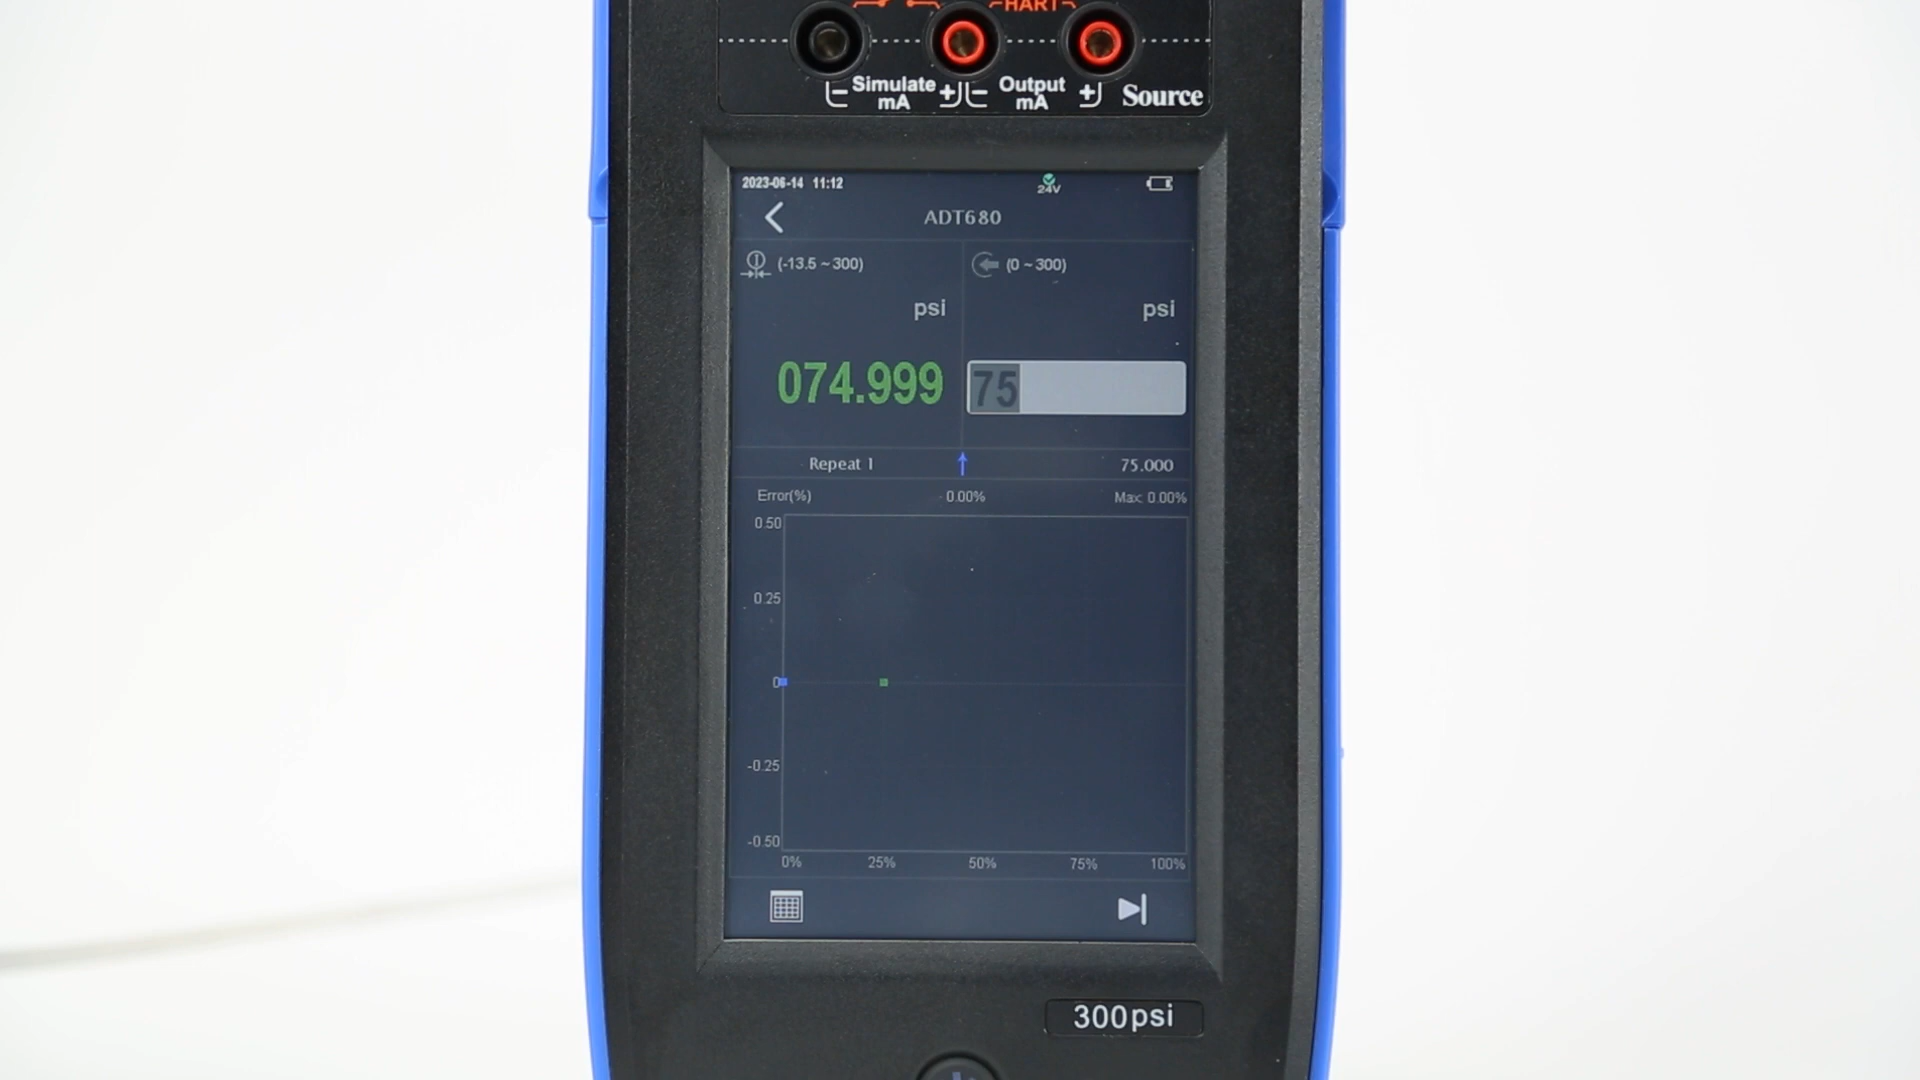 HART
Simulate Output
mA mA Source
2023-06-14 11:12 24V
ADT680
(-13.5 ~ 300) (0 ~ 300)
psi psi
074.999 75
Repeat 1 75.000
Error(%) 0.00% Max: 0.00%
0.50
0.25
0
-0.25
-0.50
0% 25% 50% 75% 100%
300psi